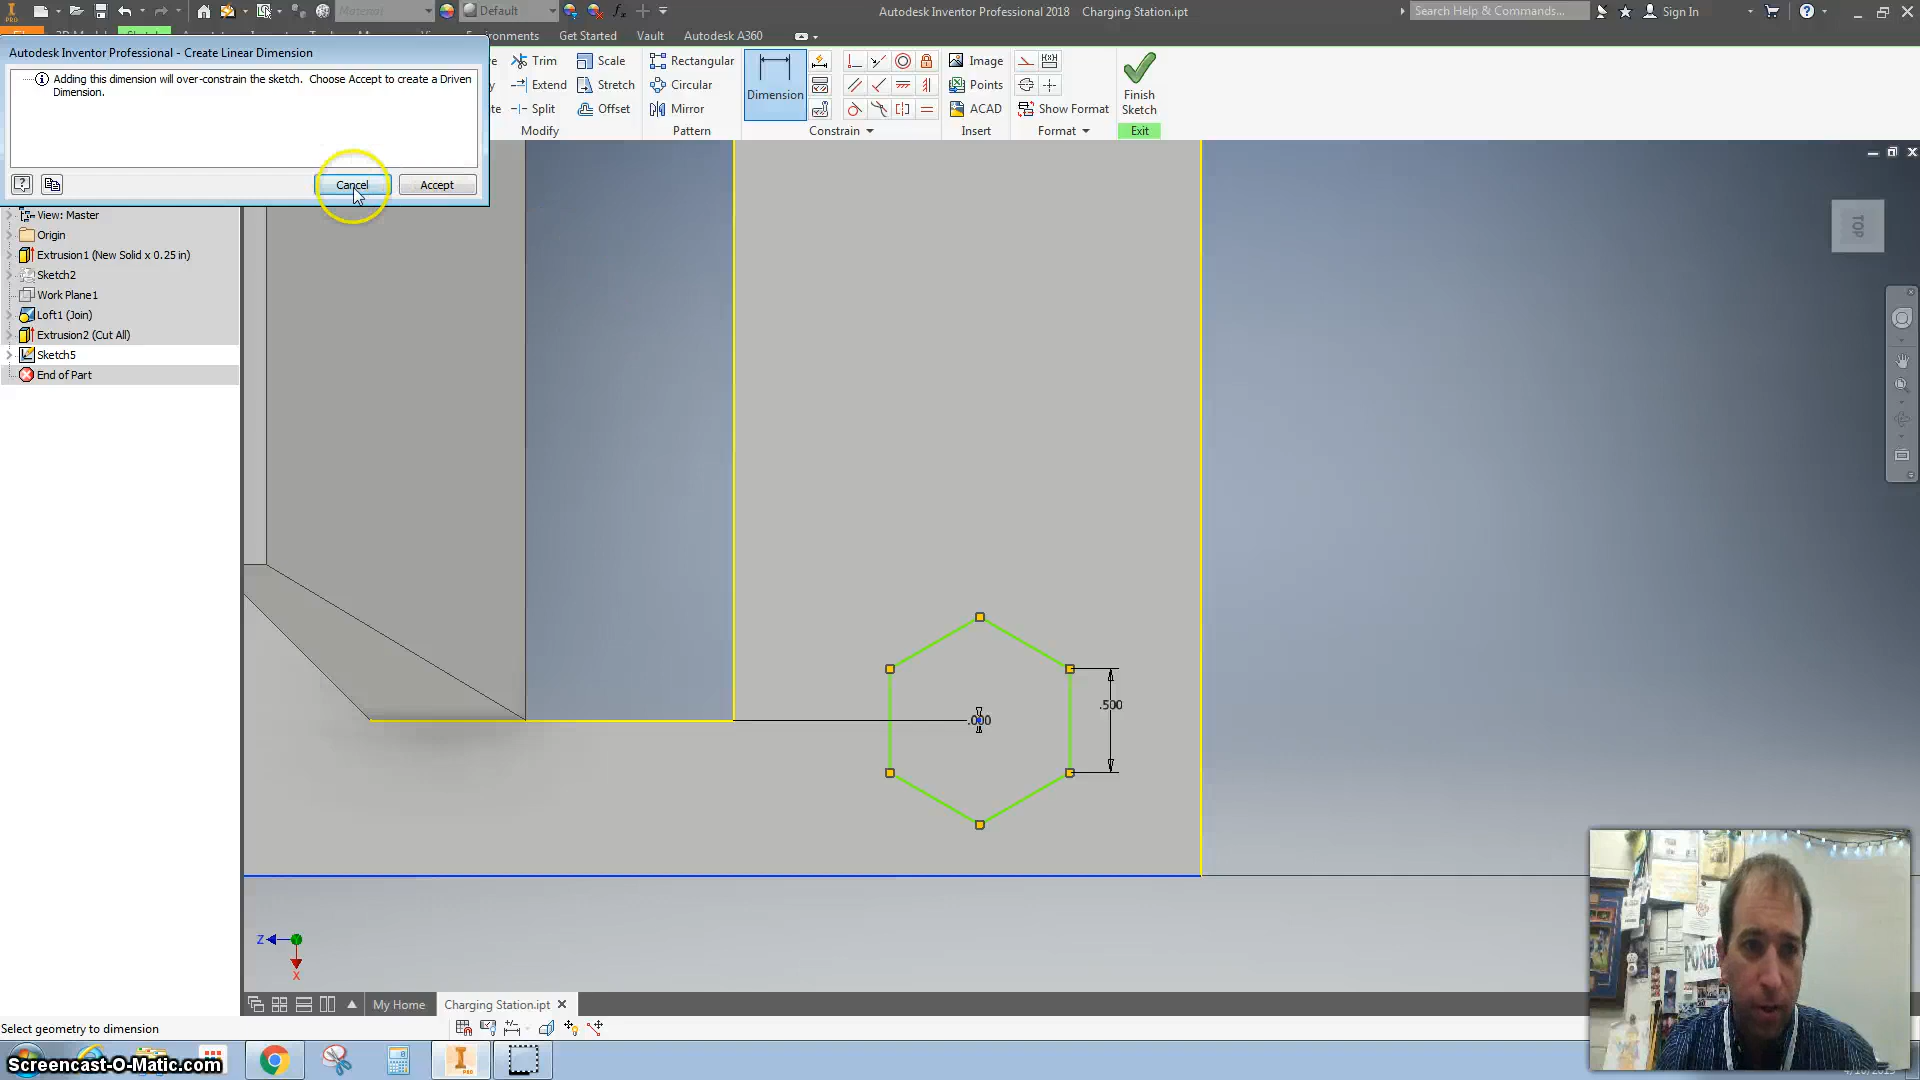 Material
Default
Autodesk Inventor Professional 2018 Charging Station.ipt
Search Help & Commands...
Sign In
Environments
Get Started
Vault
Autodesk A360
Autodesk Inventor Professional - Create Linear Dimension
Adding this dimension will over-constrain the sketch. Choose Accept to create a Driven
Dimension.
Cancel
Accept
Trim
Scale
Extend
Stretch
Split
Offset
Modify
Rectangular
Circular
Mirror
Pattern
Dimension
Constrain
Image
Points
ACAD
Insert
Show Format
Format
Finish
Sketch
Exit
View: Master
Origin
Extrusion1 (New Solid x 0.25 in)
Sketch2
Work Plane1
Loft1 (Join)
Extrusion2 (Cut All)
Sketch5
End of Part
TOP
.500
.000
Z
X
My Home
Charging Station.ipt
Select geometry to dimension
Screencast-O-Matic.com